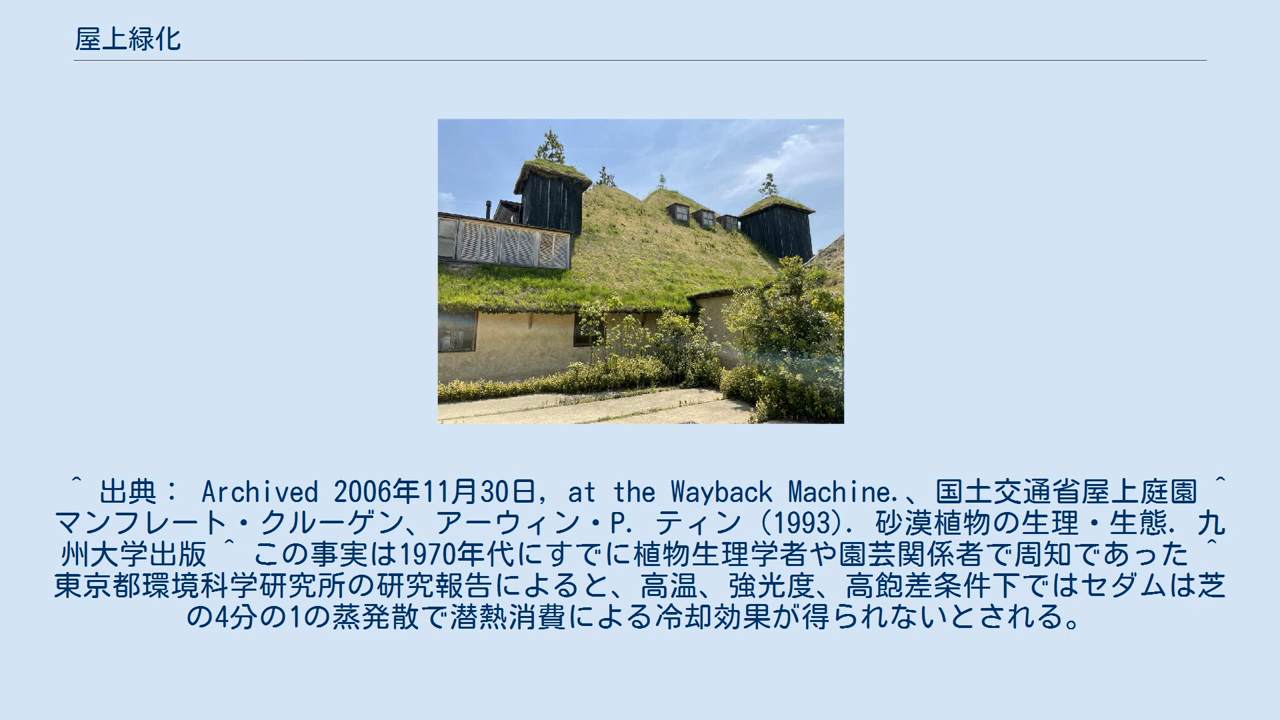 屋上緑化
^ 出典： Archived 2006年11月30日, at the Wayback Machine.、国土交通省屋上庭園 ^
マンフレート・クルーゲン、アーウィン・P. ティン (1993). 砂漠植物の生理・生態. 九
州大学出版 ^ この事実は1970年代にすでに植物生理学者や園芸関係者で周知であった ^
東京都環境科学研究所の研究報告によると、高温、強光度、高飽差条件下ではセダムは芝
の4分の1の蒸発散で潜熱消費による冷却効果が得られないとされる。